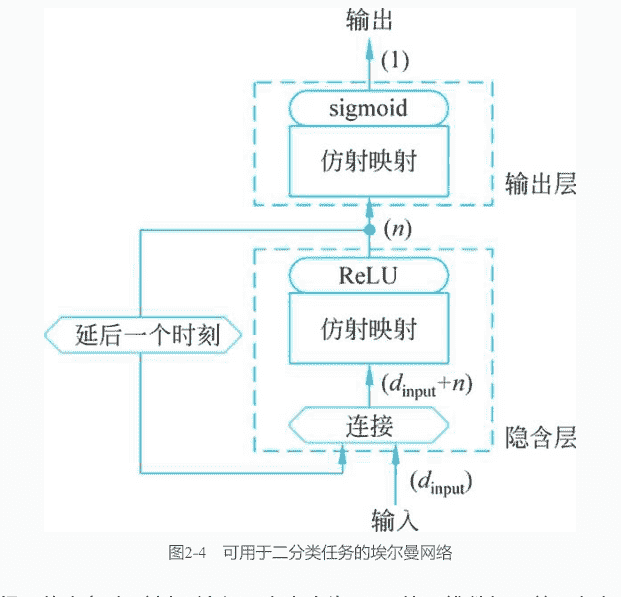 输出
(1)
sigmoid
仿射映射
输出层
(n)
ReLU
仿射映射
延后一个时刻
(dinput+n)
连接
隐含层
(dinput)
输入
图2-4 可用于二分类任务的埃尔曼网络